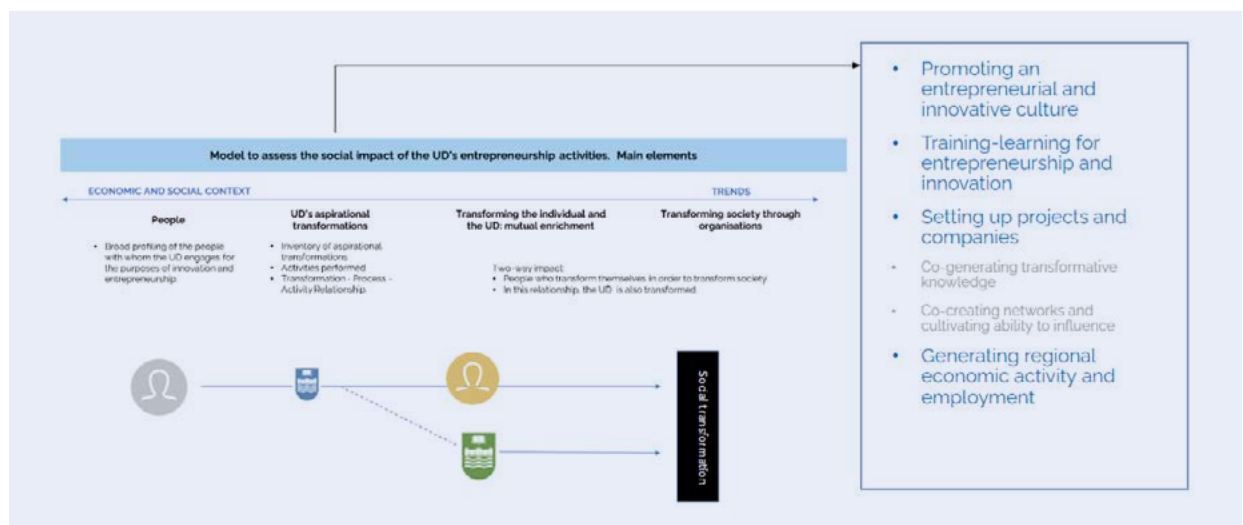 Model to assess the social impact of the UD's entrepreneurship activities. Main elements
ECONOMIC AND SOCIAL CONTEXT
TRENDS
People
• Broad profiling of the people
with whom the UD engages for
the purposes of innovation and
entrepreneurship
UD's aspirational
transformations
• Inventory of aspirational
transformations
• Activities performed
• Transformation - Process –
Activity Relationship.
Transforming the individual and
the UD: mutual enrichment
Two-way impact:
• People who transform themselves in order to transform society
• In this relationship, the UD is also transformed.
Transforming society through
organisations
Social transformation
• Promoting an
entrepreneurial and
innovative culture
• Training-learning for
entrepreneurship and
innovation
• Setting up projects and
companies
• Co-generating transformative
knowledge
• Co-creating networks and
cultivating ability to influence
• Generating regional
economic activity and
employment